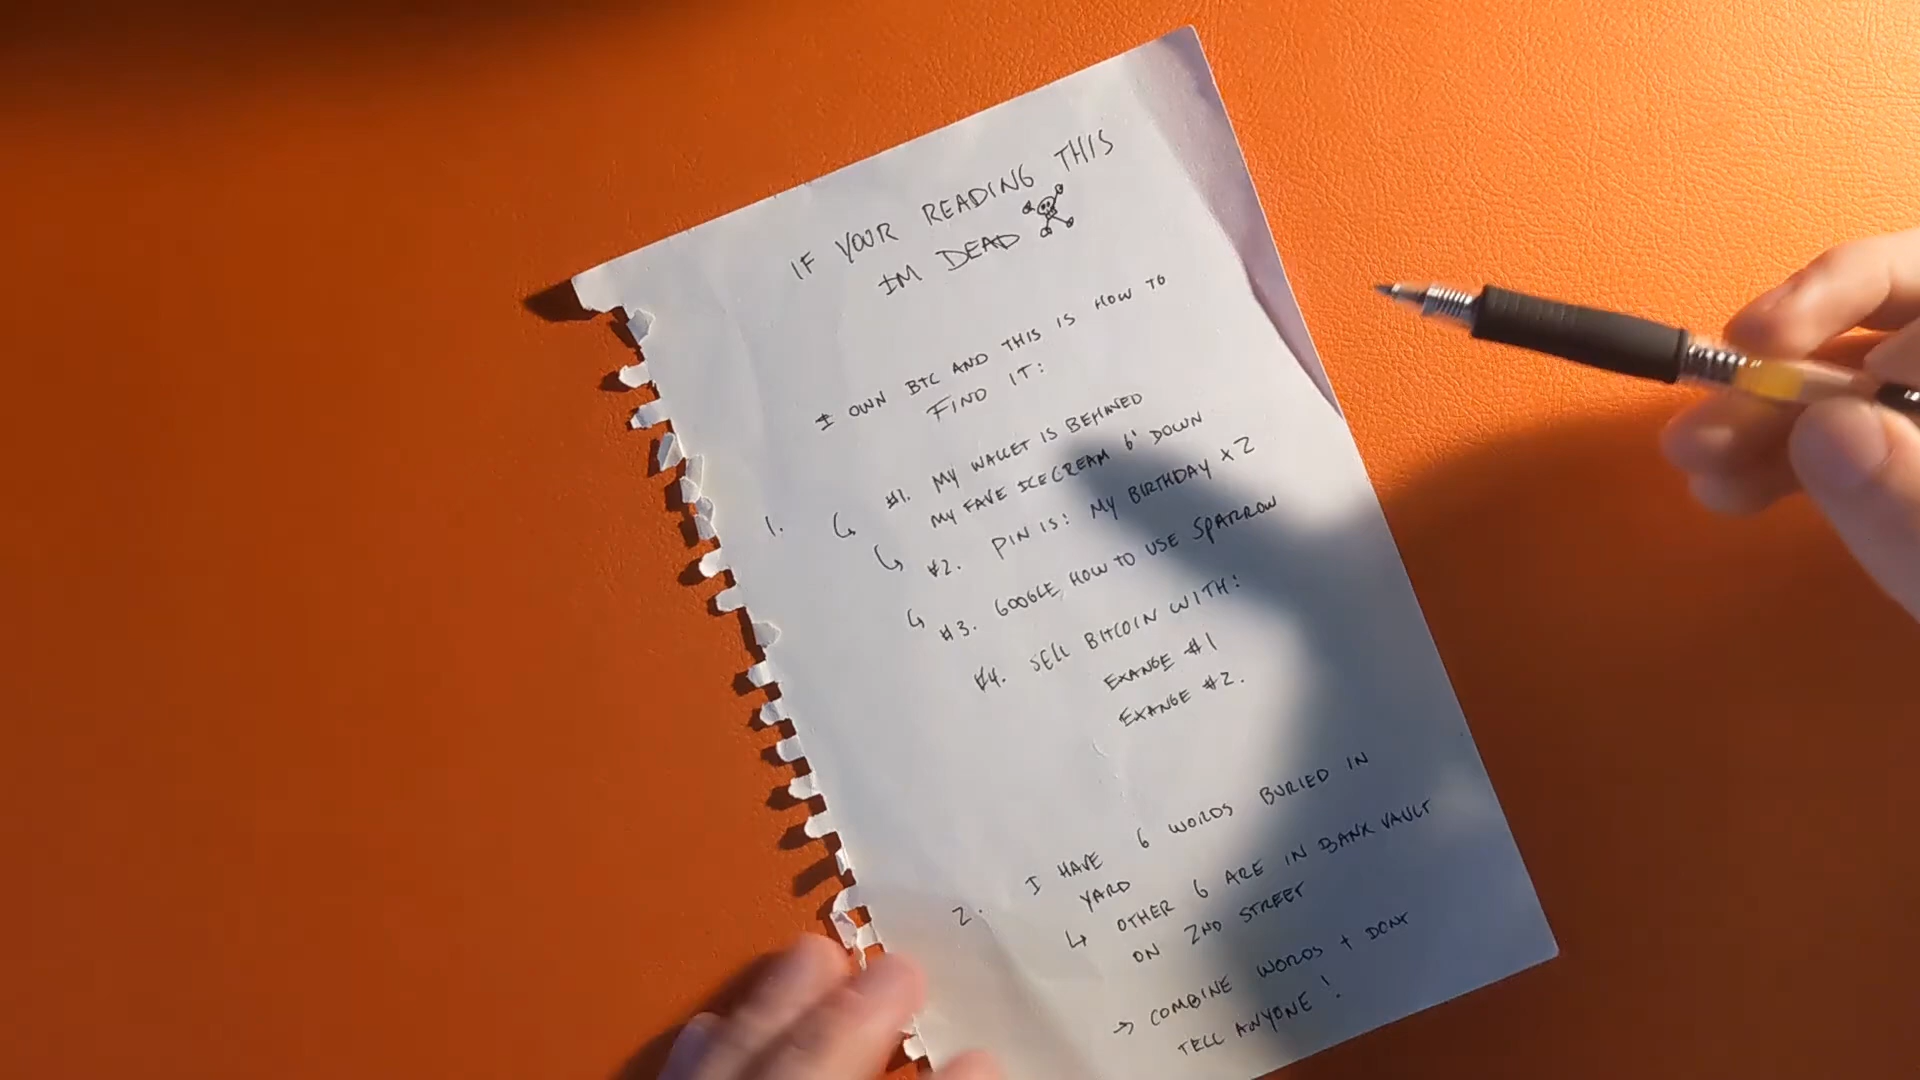 IF YOUR READING THIS
IM DEAD
I OWN BTC AND THIS IS HOW TO
FIND IT:
1. ↳ #1. MY WALLET IS BEHINED
MY FAVE ICECREAM 6' DOWN
↳ #2. PIN IS: MY BIRTHDAY x 2
↳ #3. GOOGLE HOW TO USE SPARROW
#4. SELL BITCOIN WITH:
EXANGE #1
EXANGE #2.
2. I HAVE 6 WORDS BURIED IN
YARD
↳ OTHER 6 ARE IN BANK VAULT
ON 2ND STREET
→ COMBINE WORDS + DONT
TELL ANYONE!